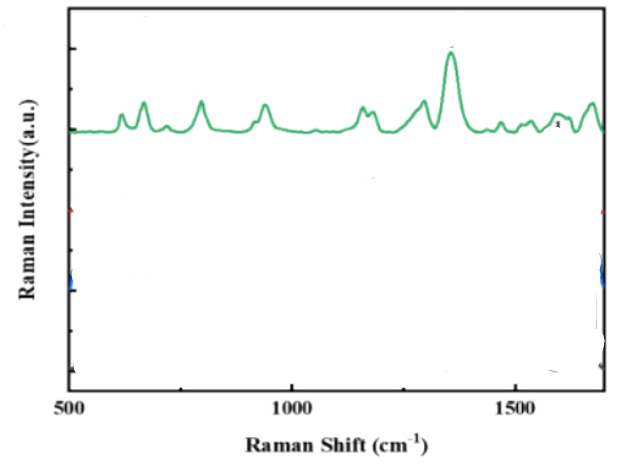 Raman Intensity(a.u.)
500
1000
1500
Raman Shift (cm⁻¹)